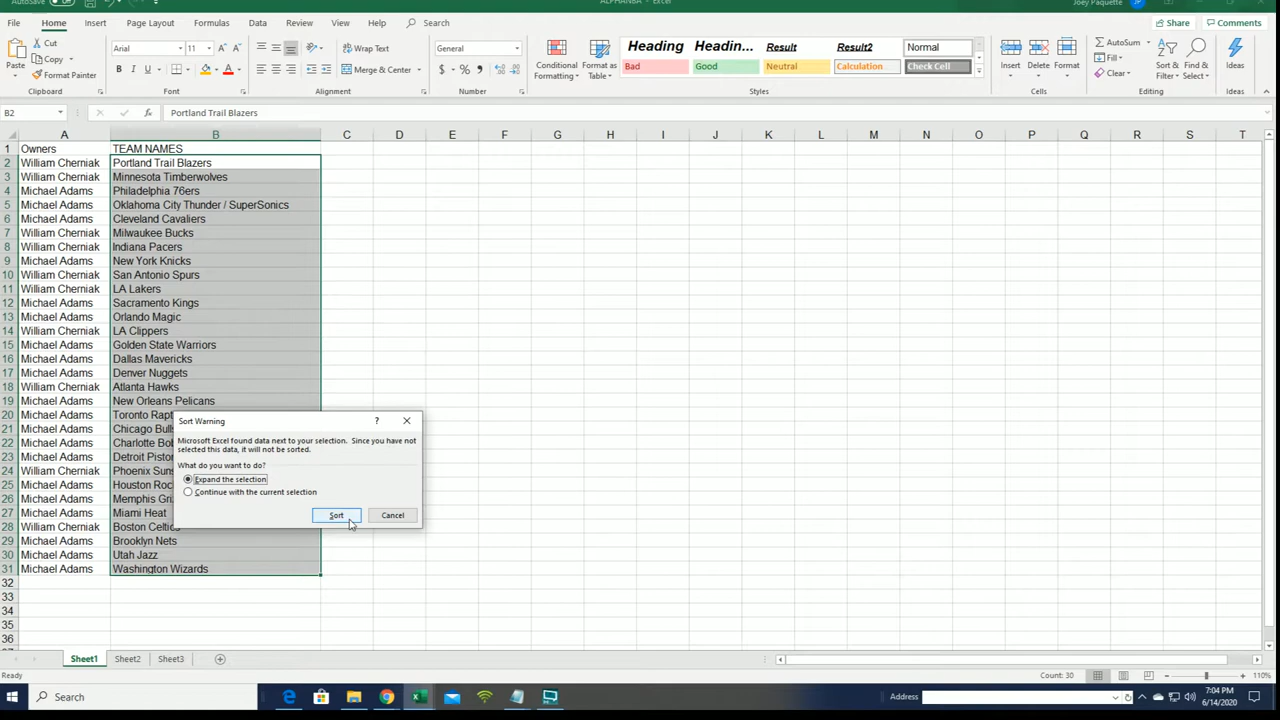 AutoSave
ALPHANBA - Excel
Joey Paquette
JP
File Home Insert Page Layout Formulas Data Review View Help Search Share Comments
Paste Cut Copy Format Painter Clipboard
Arial 11 B I U Font
Wrap Text Merge & Center Alignment
General $ % , Number
Conditional Formatting Format as Table
Heading Headin... Result Result2 Normal
Bad Good Neutral Calculation Check Cell
Styles
Insert Delete Format Cells
AutoSum Fill Clear Sort & Filter Find & Select Editing
Ideas Ideas
B2 fx Portland Trail Blazers
A B C D E F G H I J K L M N O P Q R S T
1 Owners TEAM NAMES
2 William Cherniak Portland Trail Blazers
3 William Cherniak Minnesota Timberwolves
4 Michael Adams Philadelphia 76ers
5 Michael Adams Oklahoma City Thunder / SuperSonics
6 Michael Adams Cleveland Cavaliers
7 William Cherniak Milwaukee Bucks
8 William Cherniak Indiana Pacers
9 Michael Adams New York Knicks
10 William Cherniak San Antonio Spurs
11 William Cherniak LA Lakers
12 Michael Adams Sacramento Kings
13 Michael Adams Orlando Magic
14 William Cherniak LA Clippers
15 Michael Adams Golden State Warriors
16 Michael Adams Dallas Mavericks
17 Michael Adams Denver Nuggets
18 William Cherniak Atlanta Hawks
19 Michael Adams New Orleans Pelicans
20 Michael Adams Toronto Rapt
21 Michael Adams Chicago Bull
22 Michael Adams Charlotte Bob
23 Michael Adams Detroit Piston
24 William Cherniak Phoenix Suns
25 Michael Adams Houston Roc
26 Michael Adams Memphis Gri
27 Michael Adams Miami Heat
28 William Cherniak Boston Celtics
29 Michael Adams Brooklyn Nets
30 Michael Adams Utah Jazz
31 Michael Adams Washington Wizards
32
33
34
35
36
Sort Warning ?
Microsoft Excel found data next to your selection. Since you have not
selected this data, it will not be sorted.
What do you want to do?
Expand the selection
Continue with the current selection
Sort Cancel
Sheet1 Sheet2 Sheet3
Ready Count: 30 110%
Search Address 7:04 PM
6/14/2020